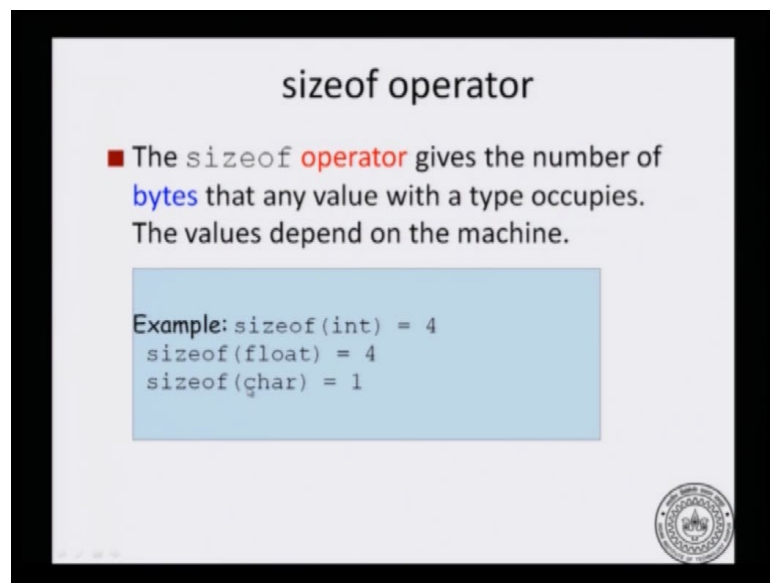 sizeof operator
The sizeof operator gives the number of
bytes that any value with a type occupies.
The values depend on the machine.
Example: sizeof(int) = 4
sizeof(float) = 4
sizeof(char) = 1